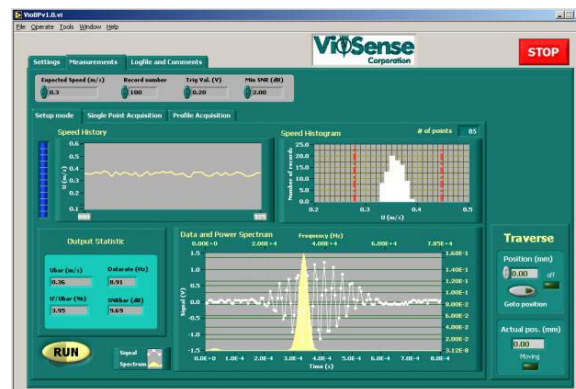 VioBPv1.0.vi
File Operate Tools Window Help
VioSense
Corporation
STOP
Settings Measurements Logfile and Comments
Expected Speed (m/s) Record number Trig Val. (V) Min SNR (dB)
0.3 100 0.20 2.00
Setup mode Single Point Acquisition Profile Acquisition
Speed History
0.6
0.5
0.4
0.3
0.2
0.1
U (m/s)
Speed Histogram
# of points 85
25.0
20.0
15.0
10.0
5.0
0.0
Number of records
0.2 0.3 0.4 0.5
U (m/s)
Output Statistic
Ubar (m/s) Datarate (Hz)
0.36 8.91
U'/Ubar (%) SNRbar (dB)
3.95 9.69
RUN
Signal
Spectrum
Data and Power Spectrum
Frequency (Hz)
0.00E+0 2.00E+4 4.00E+4 7.85E+4
1.5
1.0
0.5
0.0
-0.5
-1.0
-1.5
Signal (V)
1.60E-1
1.40E-1
1.20E-1
1.00E-1
8.00E-2
6.00E-2
4.00E-2
2.00E-2
3.12E-8
0.0E+0 1.0E-4 2.0E-4 3.0E-4 4.0E-4 5.0E-4 6.0E-4 7.0E-4 8.0E-4
Time (s)
Traverse
Position (mm)
0.00 off
Goto position
Actual pos. (mm)
0.00
Moving